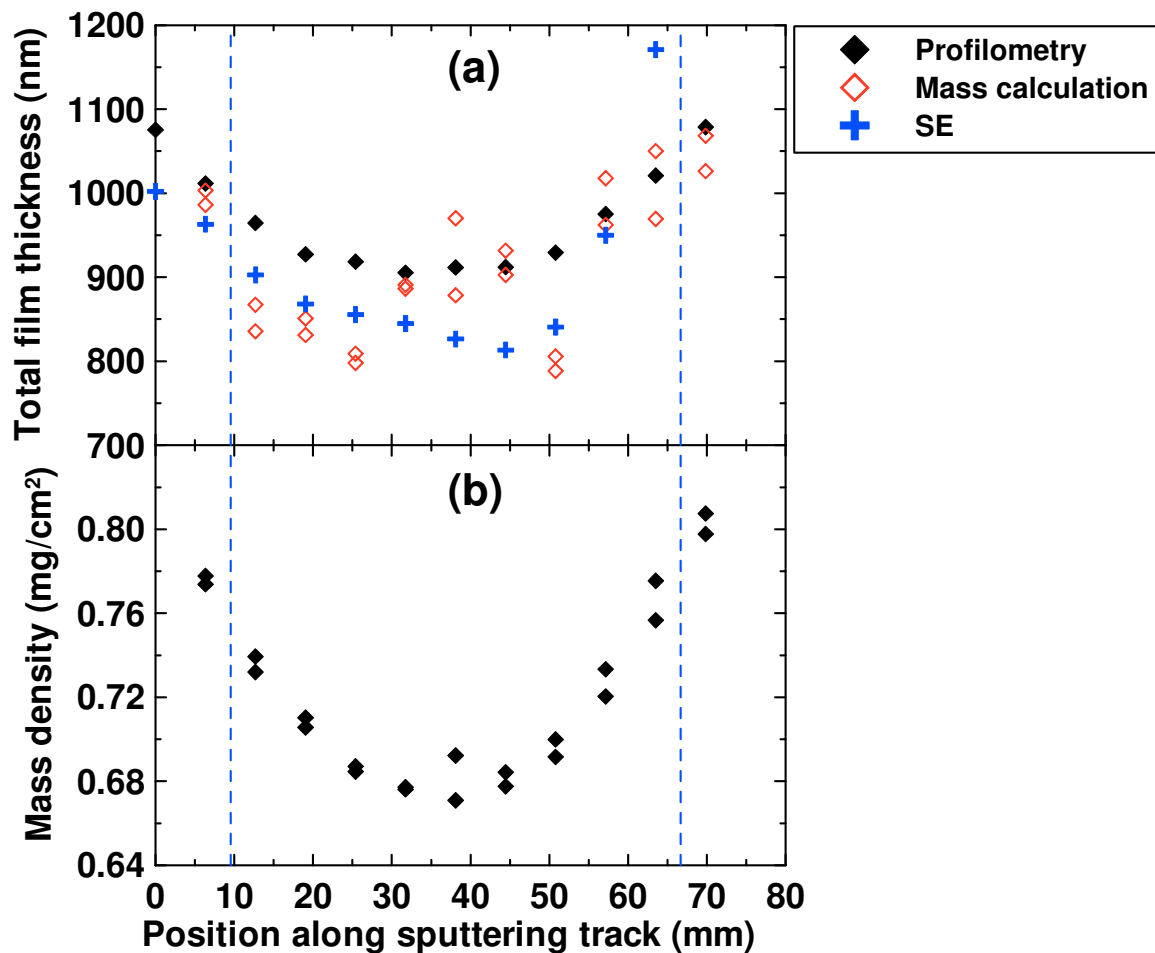 1200
1100
1000
900
800
700
Total film thickness (nm)
(a)
Profilometry
Mass calculation
SE
(b)
0.80
0.76
0.72
0.68
0.64
Mass density (mg/cm²)
0 10 20 30 40 50 60 70 80
Position along sputtering track (mm)